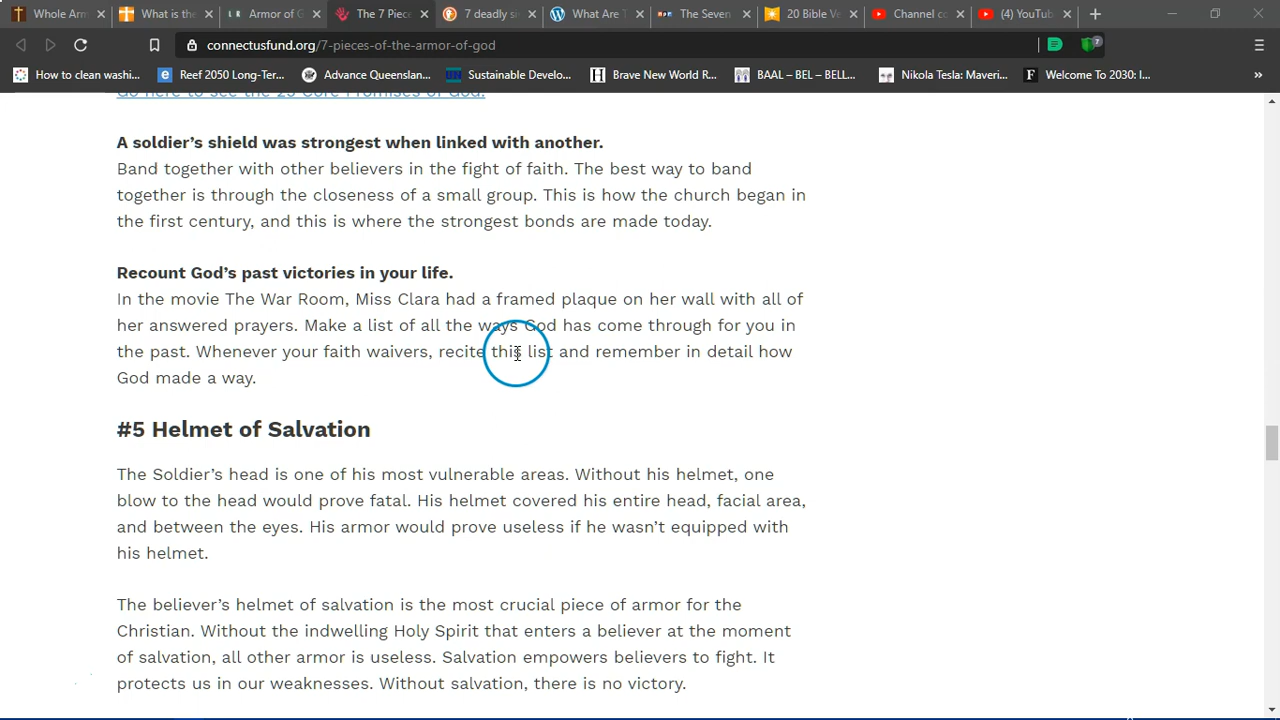 Whole Arm
What is the
Armor of G
The 7 Piece
7 deadly si
What Are T
The Seven
20 Bible Ve
Channel co
(4) YouTub
connectusfund.org/7-pieces-of-the-armor-of-god
7
How to clean washi...
Reef 2050 Long-Ter...
Advance Queenslan...
Sustainable Develo...
Brave New World R...
BAAL – BEL – BELL...
Nikola Tesla: Maveri...
Welcome To 2030: I...
»
Go here to see the 25 Core Promises of God.
A soldier's shield was strongest when linked with another.
Band together with other believers in the fight of faith. The best way to band
together is through the closeness of a small group. This is how the church began in
the first century, and this is where the strongest bonds are made today.
Recount God's past victories in your life.
In the movie The War Room, Miss Clara had a framed plaque on her wall with all of
her answered prayers. Make a list of all the ways God has come through for you in
the past. Whenever your faith waivers, recite this list and remember in detail how
God made a way.
#5 Helmet of Salvation
The Soldier's head is one of his most vulnerable areas. Without his helmet, one
blow to the head would prove fatal. His helmet covered his entire head, facial area,
and between the eyes. His armor would prove useless if he wasn't equipped with
his helmet.
The believer's helmet of salvation is the most crucial piece of armor for the
Christian. Without the indwelling Holy Spirit that enters a believer at the moment
of salvation, all other armor is useless. Salvation empowers believers to fight. It
protects us in our weaknesses. Without salvation, there is no victory.